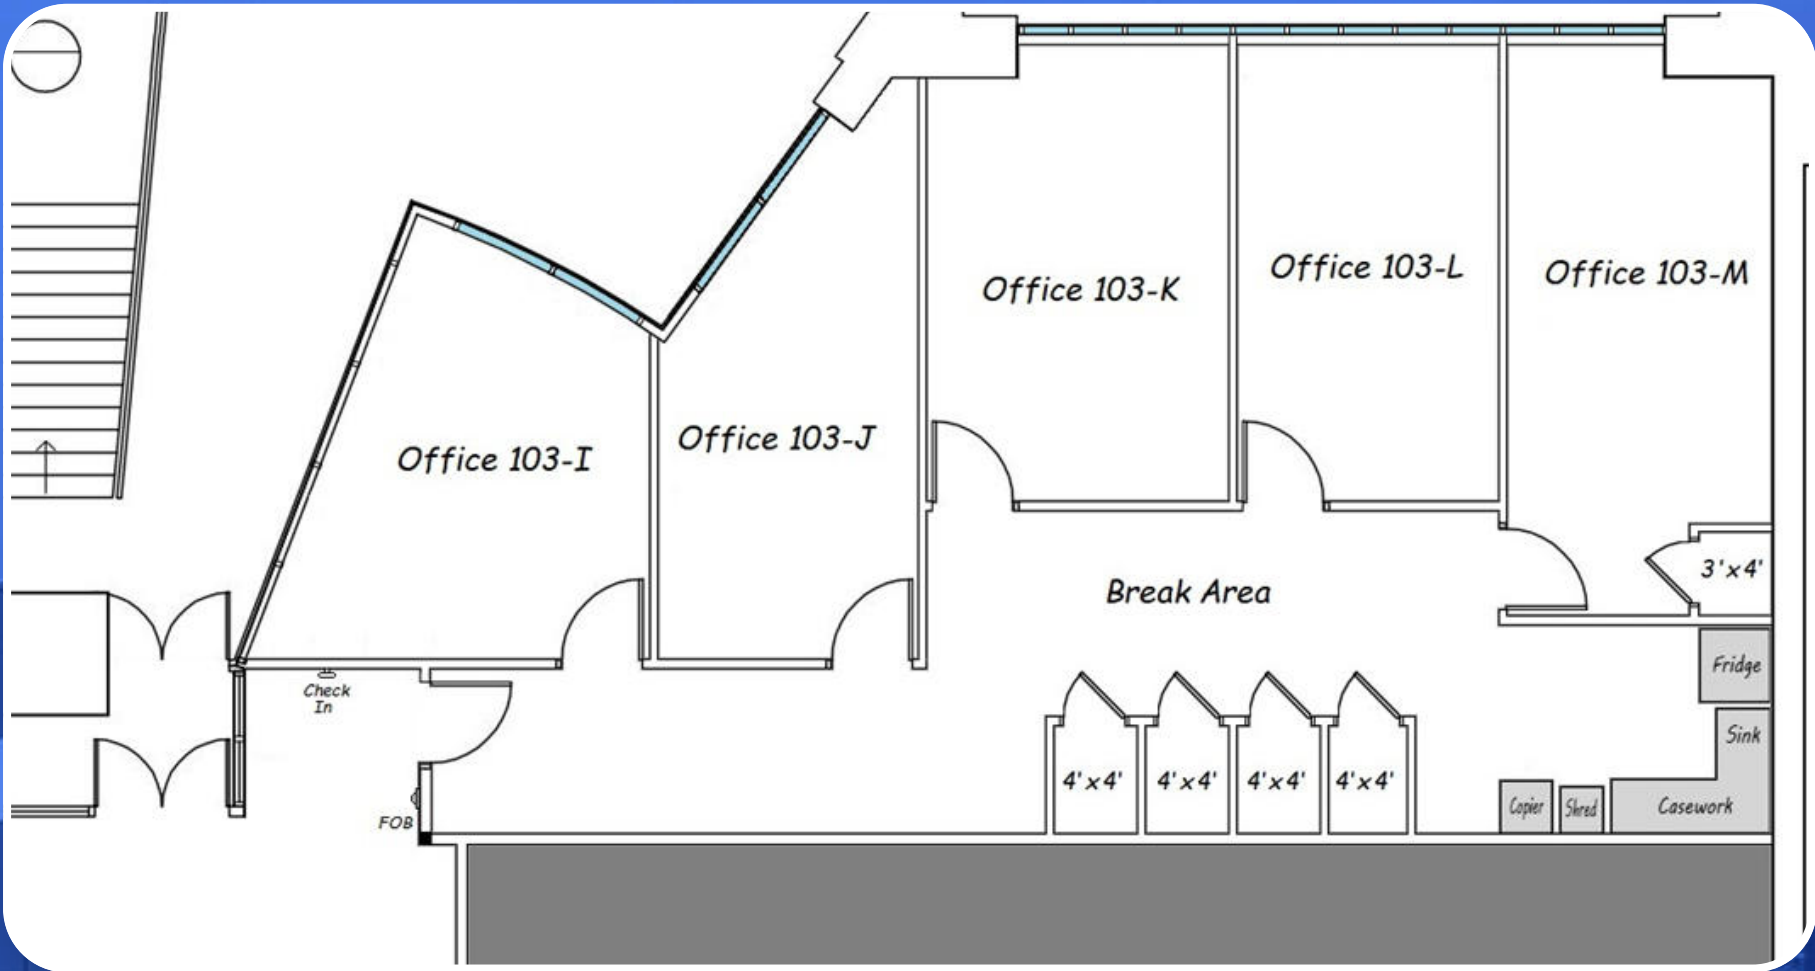 Office 103-K
Office 103-L
Office 103-M
Office 103-I
Office 103-J
3'x4'
Break Area
Fridge
Check
In
Sink
4'x4'
4'x4'
4'x4'
4'x4'
Copier
Shred
Casework
FOB